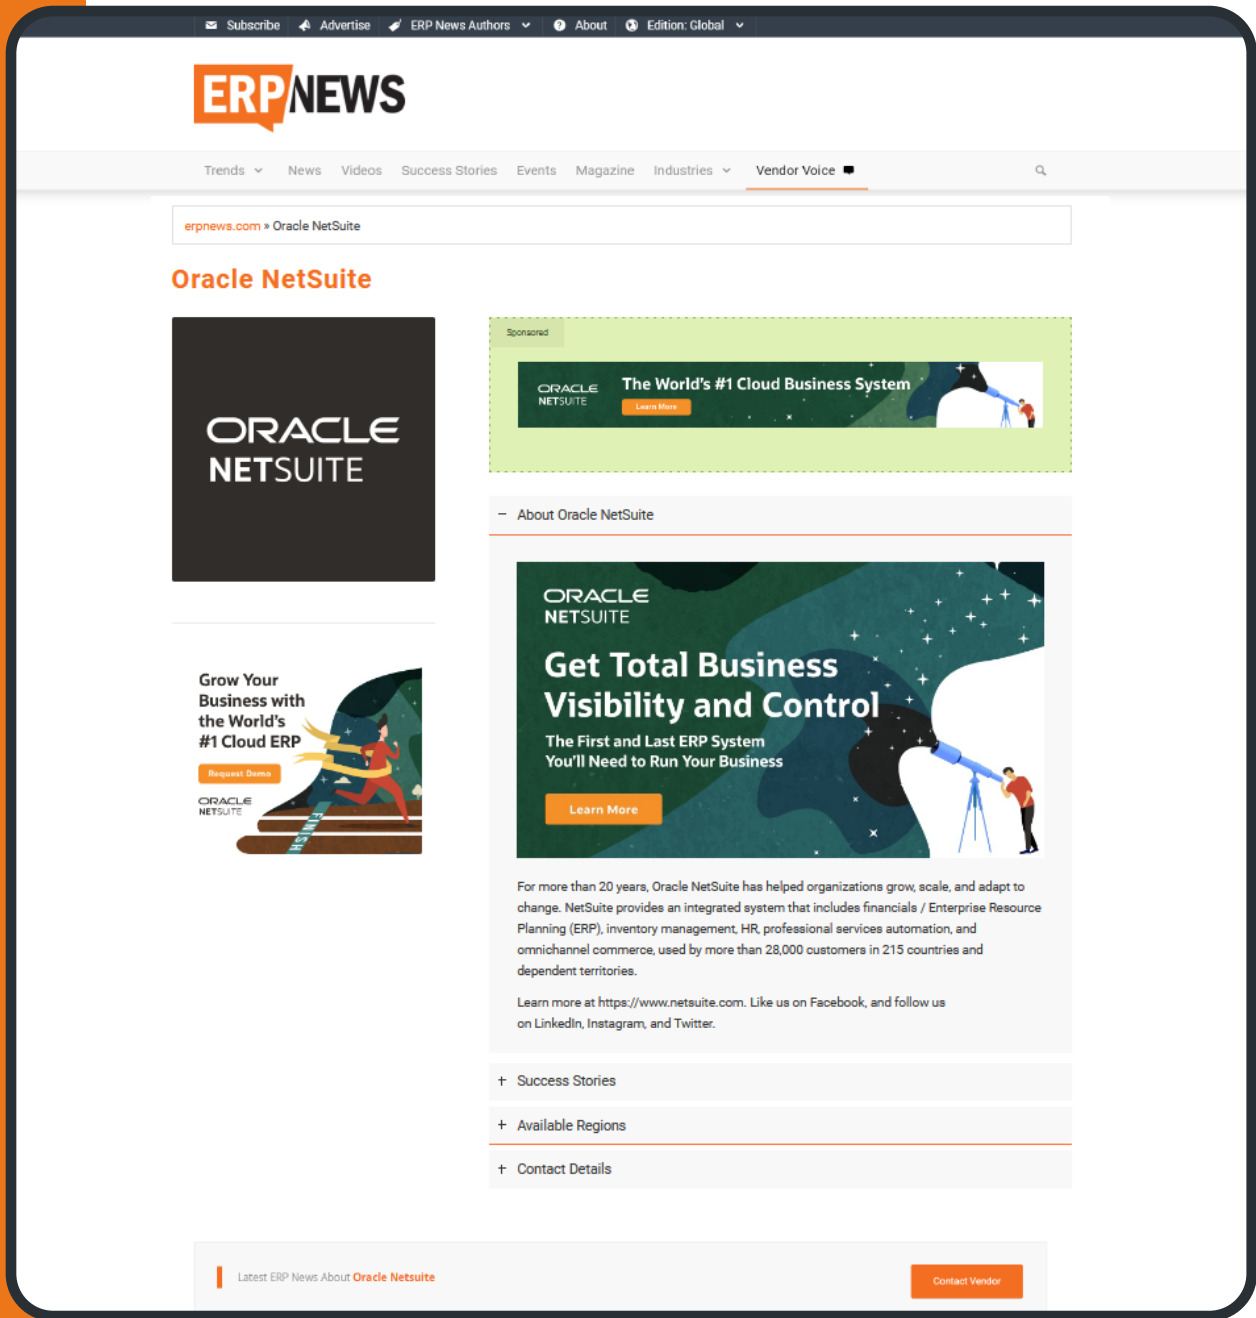 Subscribe Advertise ERP News Authors About Edition: Global
ERP NEWS
Trends News Videos Success Stories Events Magazine Industries Vendor Voice
erpnews.com » Oracle NetSuite
Oracle NetSuite
ORACLE
NETSUITE
Grow Your
Business with
the World's
#1 Cloud ERP
Request Demo
ORACLE
NETSUITE
FINISH
Sponsored
ORACLE
NETSUITE
The World's #1 Cloud Business System
Learn More
− About Oracle NetSuite
ORACLE
NETSUITE
Get Total Business
Visibility and Control
The First and Last ERP System
You'll Need to Run Your Business
Learn More
For more than 20 years, Oracle NetSuite has helped organizations grow, scale, and adapt to
change. NetSuite provides an integrated system that includes financials / Enterprise Resource
Planning (ERP), inventory management, HR, professional services automation, and
omnichannel commerce, used by more than 28,000 customers in 215 countries and
dependent territories.
Learn more at https://www.netsuite.com. Like us on Facebook, and follow us
on LinkedIn, Instagram, and Twitter.
+ Success Stories
+ Available Regions
+ Contact Details
Latest ERP News About Oracle Netsuite
Contact Vendor